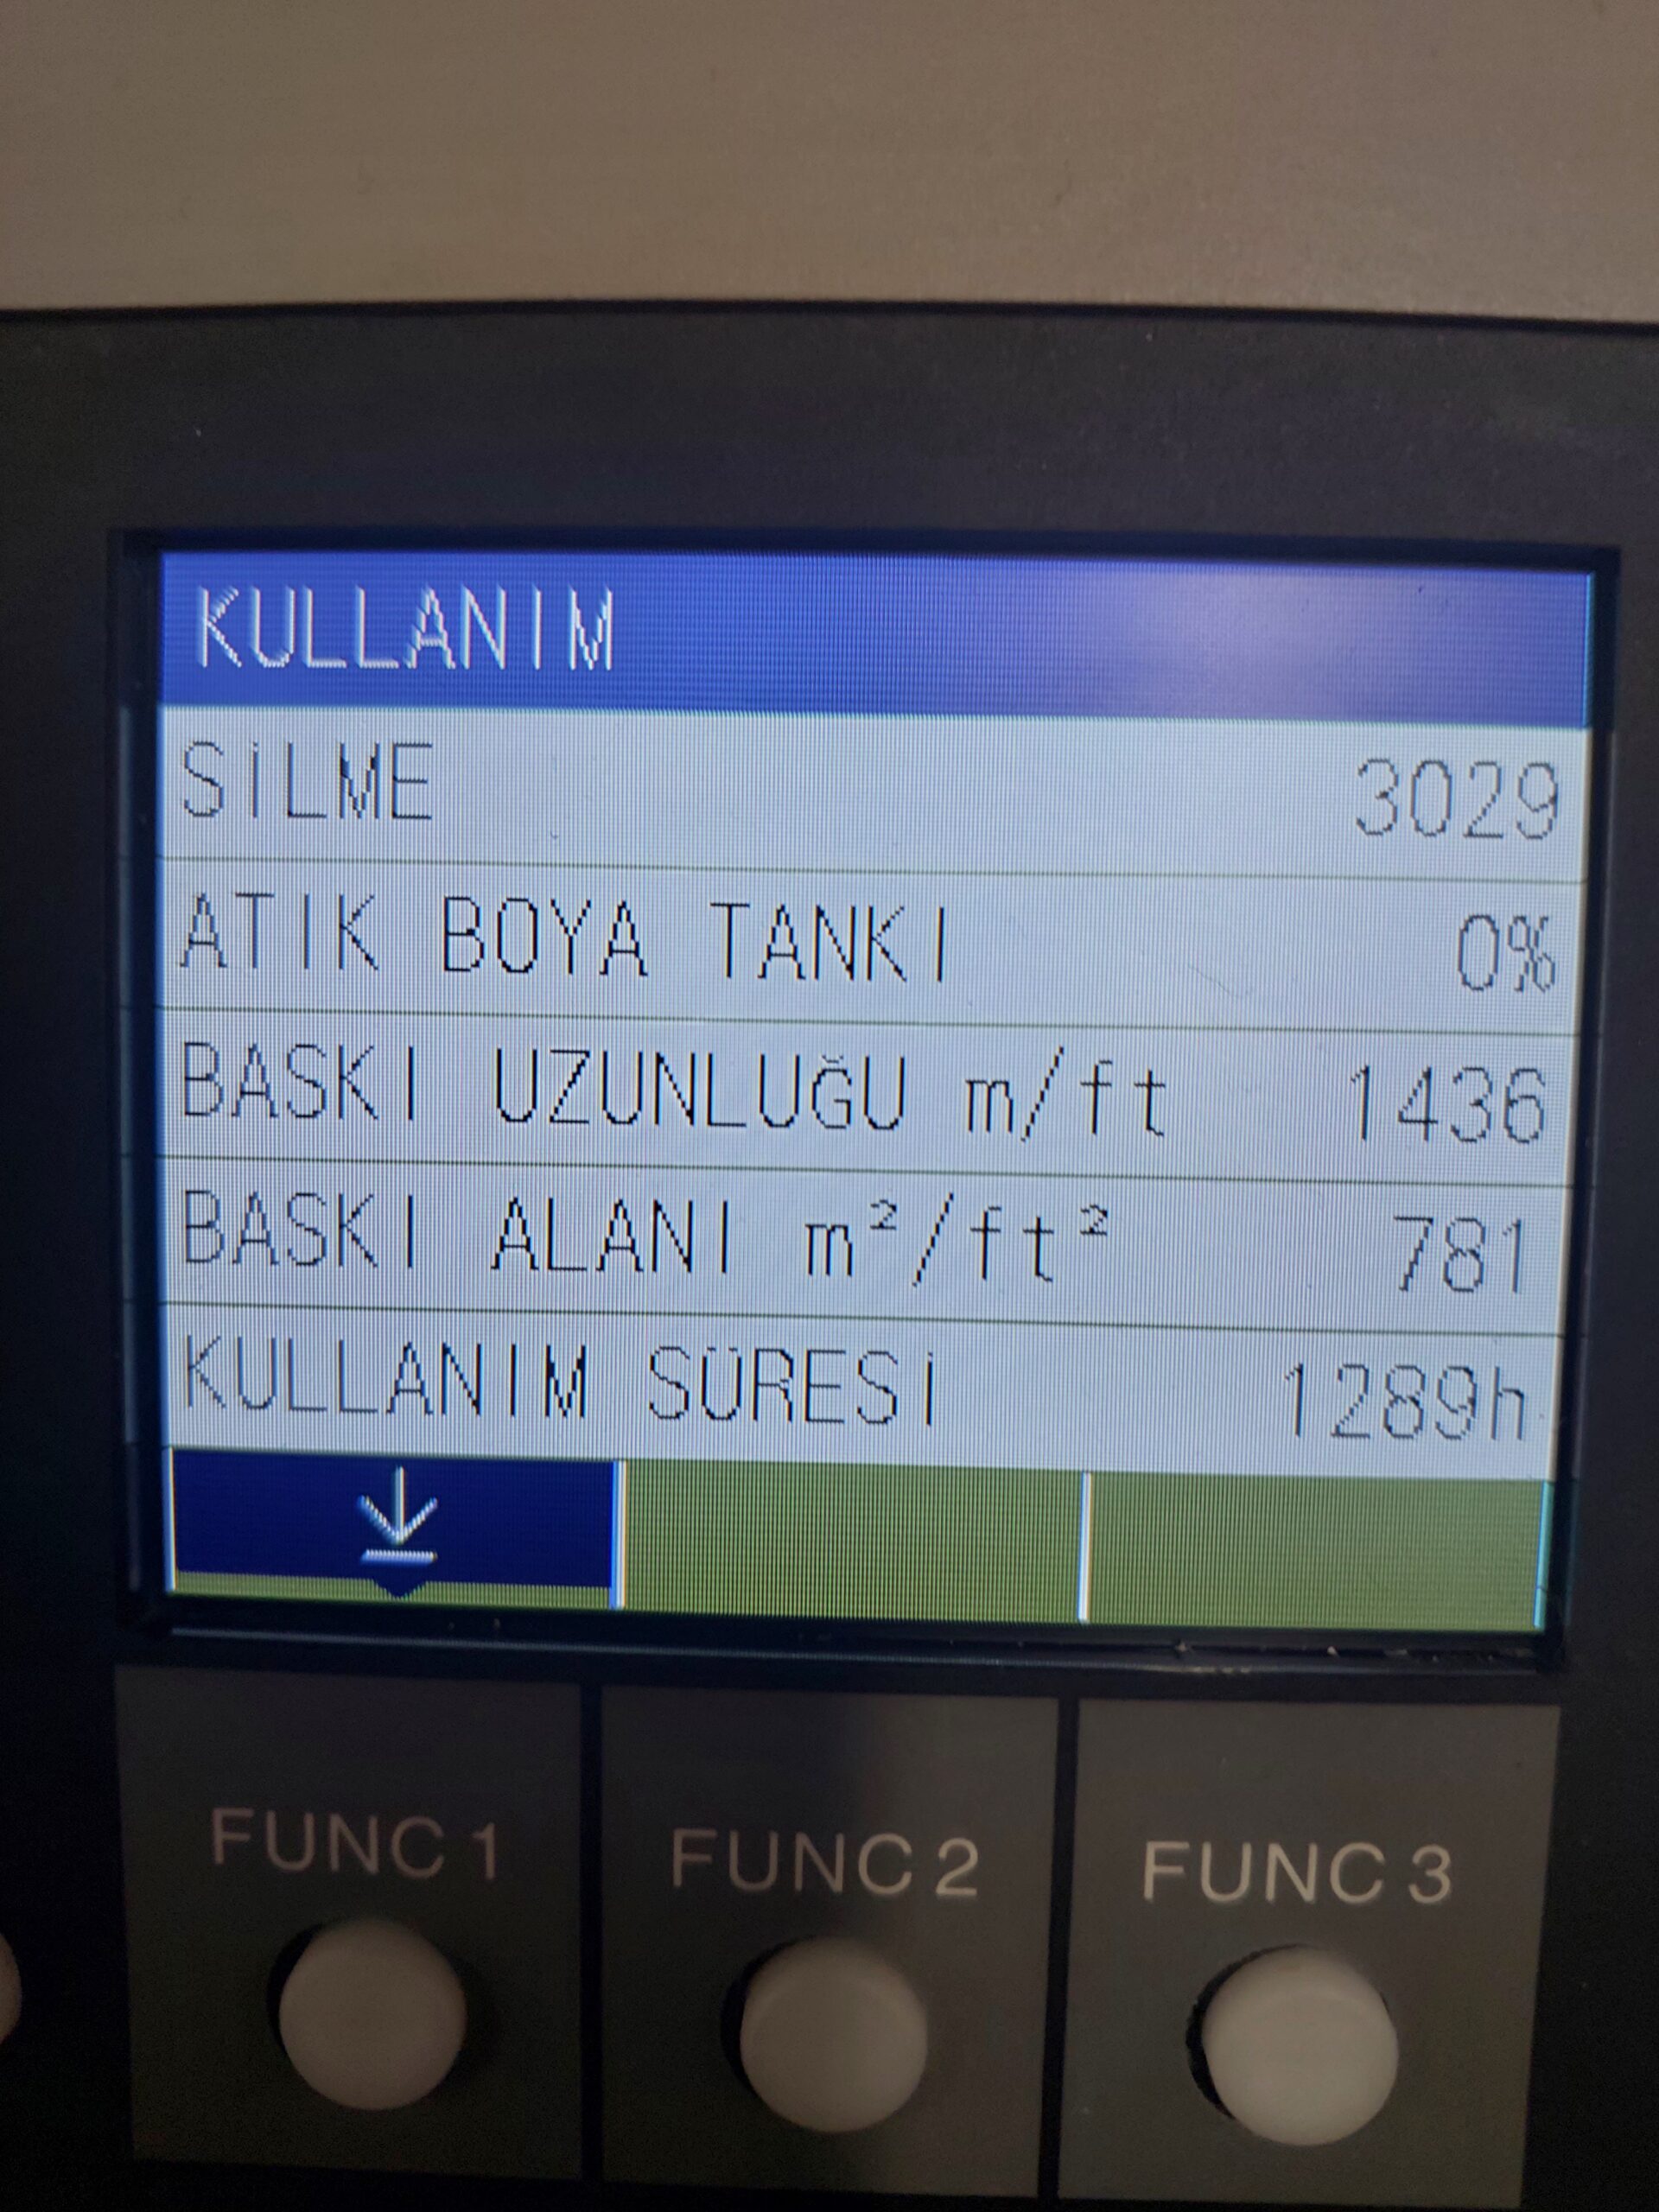 KULLANIM
SİLME 3029
ATIK BOYA TANKI 0%
BASKI UZUNLUĞU m/ft 1436
BASKI ALANI m²/ft² 781
KULLANIM SÜRESİ 1289h
FUNC 1 FUNC 2 FUNC 3